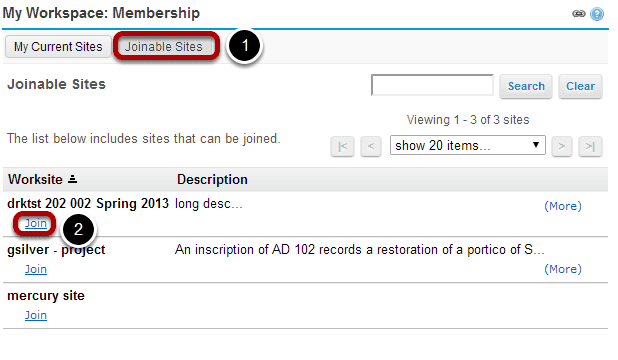 My Workspace: Membership
My Current Sites Joinable Sites 1
Joinable Sites Search Clear
Viewing 1 - 3 of 3 sites
The list below includes sites that can be joined. |< < show 20 items... > >|
Worksite Description
drktst 202 002 Spring 2013 long desc... (More)
Join 2
gsilver - project An inscription of AD 102 records a restoration of a portico of S...
Join (More)
mercury site
Join